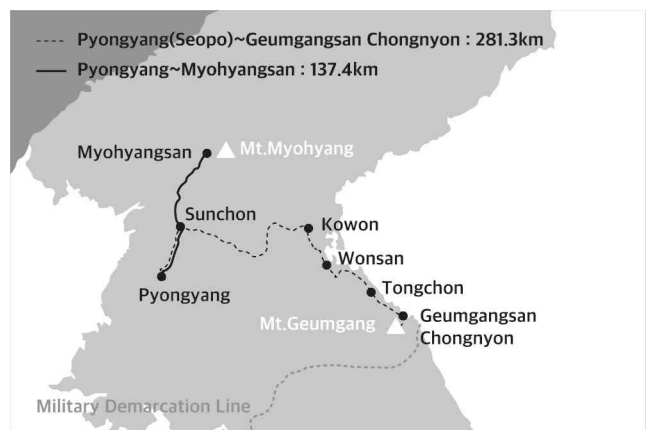 Pyongyang(Seopo)~Geumgangsan Chongnyon : 281.3km
Pyongyang~Myohyangsan : 137.4km
Myohyangsan
Mt.Myohyang
Sunchon
Kowon
Wonsan
Pyongyang
Tongchon
Mt.Geumgang
Geumgangsan
Chongnyon
Military Demarcation Line